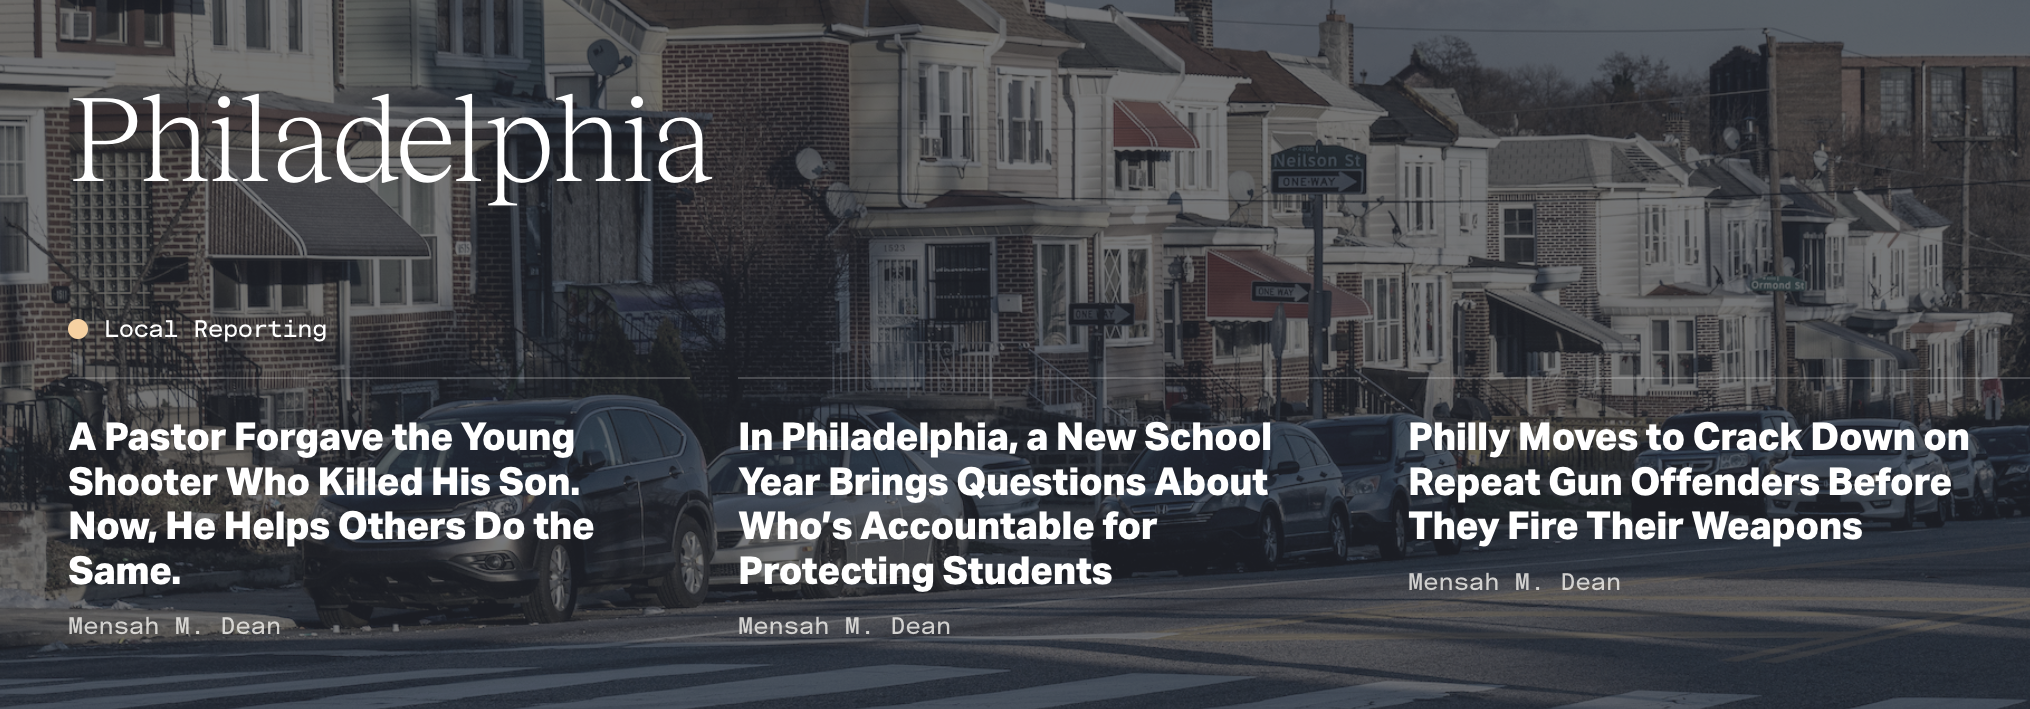 Philadelphia
Neilson St
ONE WAY
1523
ONE WAY
ONE WAY
Ormond St
Local Reporting
A Pastor Forgave the Young
Shooter Who Killed His Son.
Now, He Helps Others Do the
Same.
Mensah M. Dean
In Philadelphia, a New School
Year Brings Questions About
Who's Accountable for
Protecting Students
Mensah M. Dean
Philly Moves to Crack Down on
Repeat Gun Offenders Before
They Fire Their Weapons
Mensah M. Dean